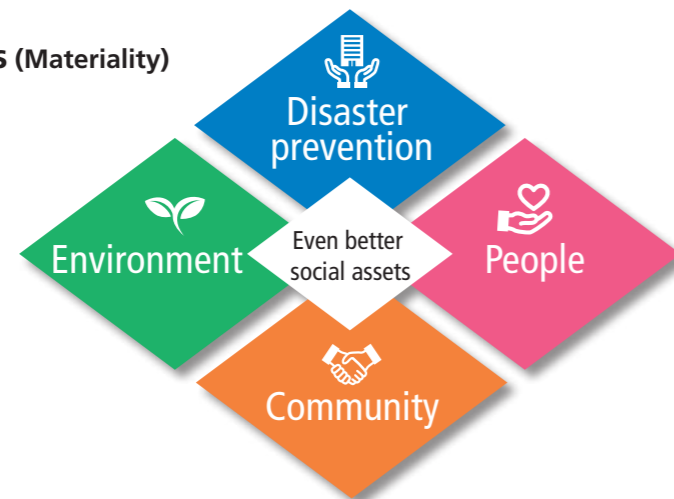 s (Materiality)
Disaster
prevention
Environment
Even better
social assets
People
Community